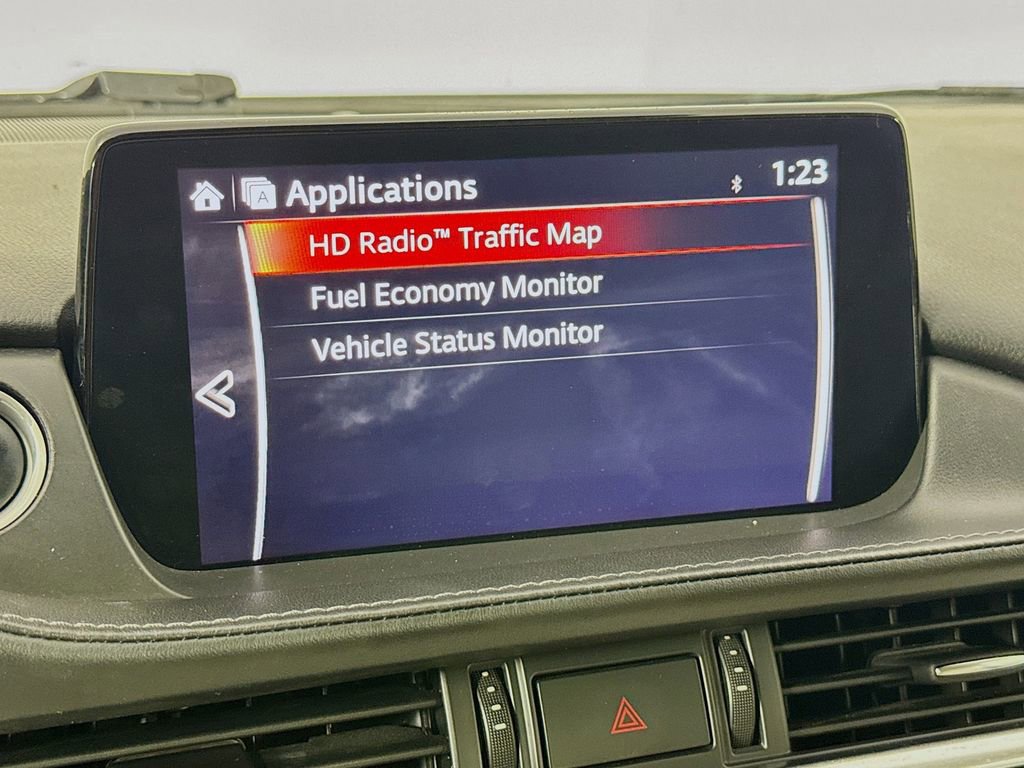 Applications
1:23
HD Radio™ Traffic Map
Fuel Economy Monitor
Vehicle Status Monitor